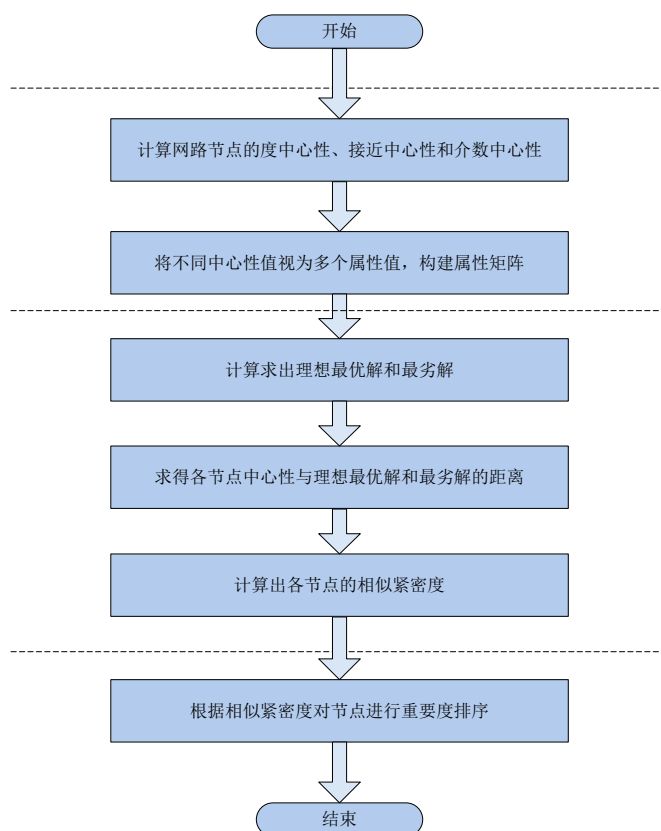 开始
计算网路节点的度中心性、接近中心性和介数中心性
将不同中心性值视为多个属性值，构建属性矩阵
计算求出理想最优解和最劣解
求得各节点中心性与理想最优解和最劣解的距离
计算出各节点的相似紧密度
根据相似紧密度对节点进行重要度排序
结束